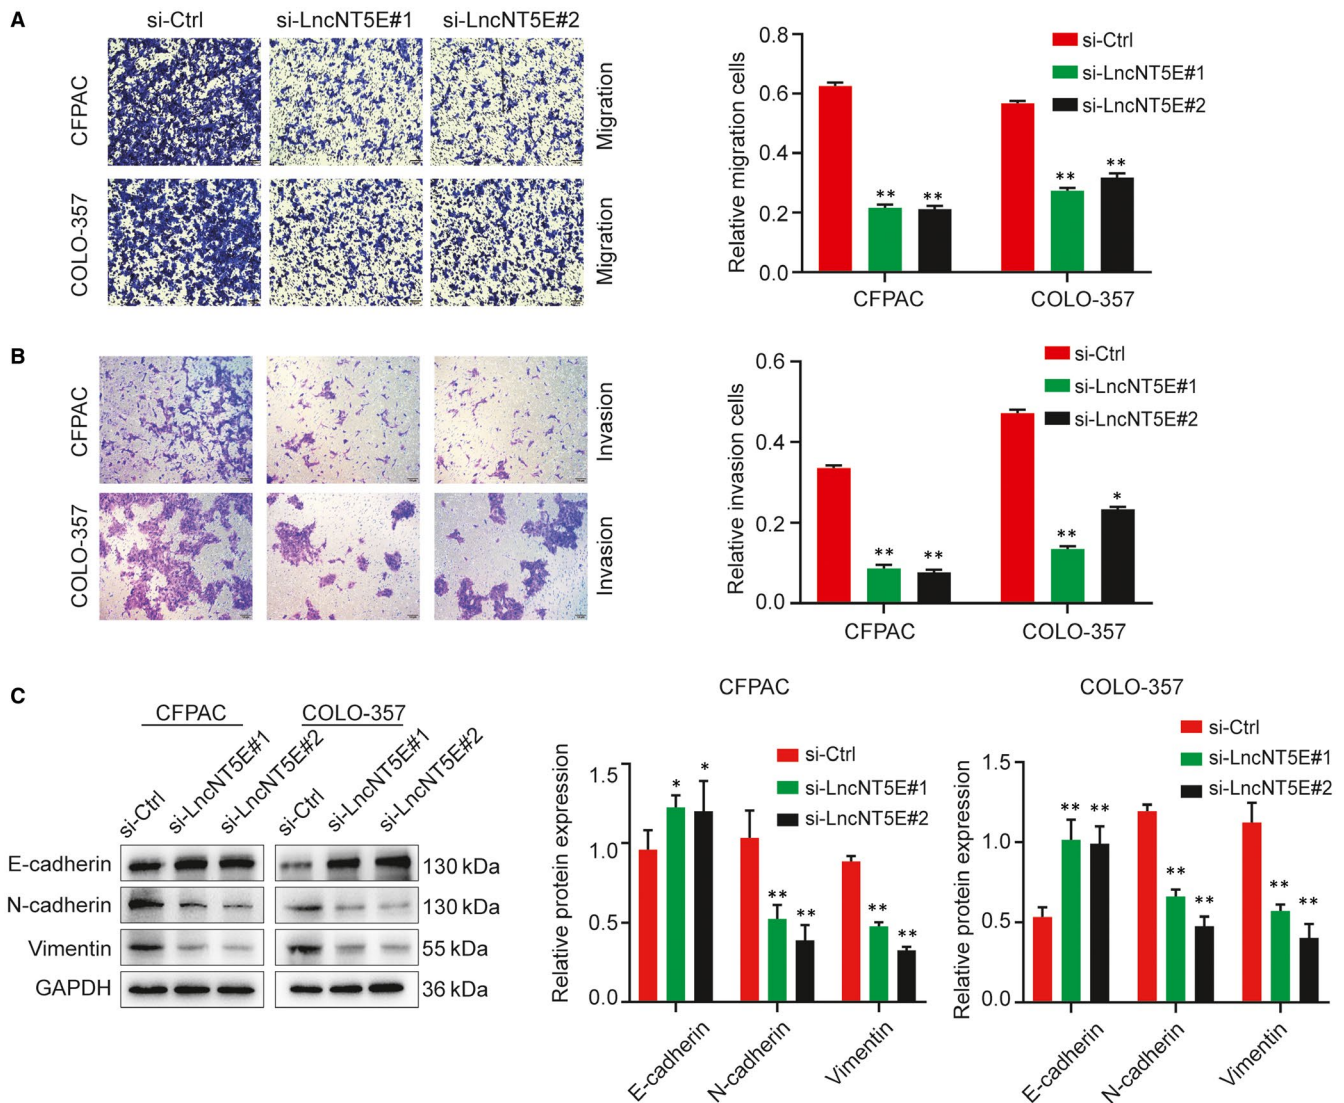 A
si-Ctrl si-LncNT5E#1 si-LncNT5E#2
CFPAC
Migration
COLO-357
Migration
Relative migration cells
0.8
0.6
0.4
0.2
0.0
si-Ctrl
si-LncNT5E#1
si-LncNT5E#2
** **
** **
CFPAC COLO-357
B
CFPAC
Invasion
COLO-357
Invasion
Relative invasion cells
0.6
0.4
0.2
0.0
si-Ctrl
si-LncNT5E#1
si-LncNT5E#2
** **
** *
CFPAC COLO-357
C
CFPAC COLO-357
si-Ctrl si-LncNT5E#1 si-LncNT5E#2 si-Ctrl si-LncNT5E#1 si-LncNT5E#2
E-cadherin 130 kDa
N-cadherin 130 kDa
Vimentin 55 kDa
GAPDH 36 kDa
CFPAC
Relative protein expression
1.5
1.0
0.5
0.0
si-Ctrl
si-LncNT5E#1
si-LncNT5E#2
* *
** **
** **
E-cadherin N-cadherin Vimentin
COLO-357
Relative protein expression
1.5
1.0
0.5
0.0
si-Ctrl
si-LncNT5E#1
si-LncNT5E#2
** **
** **
** **
E-cadherin N-cadherin Vimentin